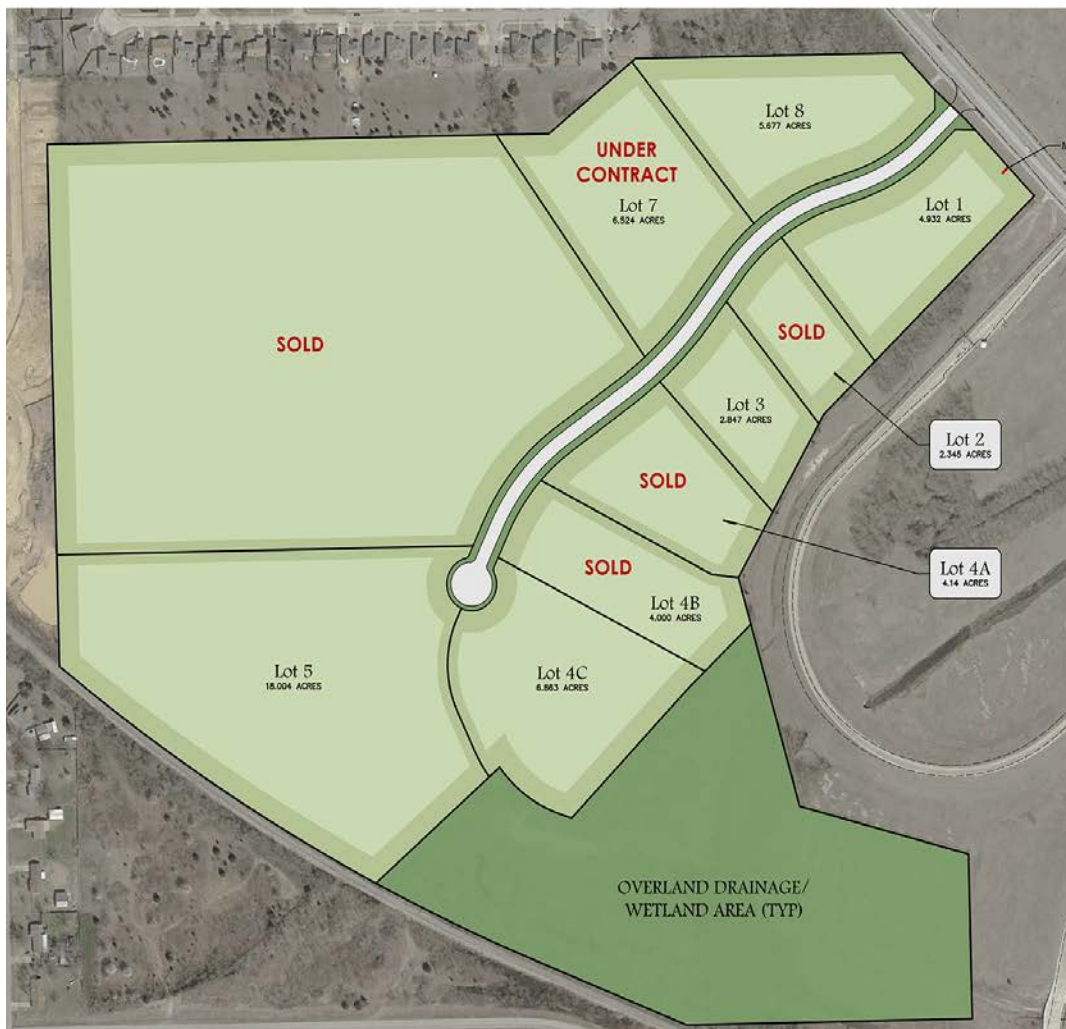 Lot 8
5.677 ACRES
UNDER
CONTRACT
Lot 7
6.524 ACRES
Lot 1
4.932 ACRES
SOLD
SOLD
Lot 3
2.847 ACRES
Lot 2
2.345 ACRES
SOLD
Lot 4A
4.14 ACRES
SOLD
Lot 4B
4.000 ACRES
Lot 5
18.004 ACRES
Lot 4C
6.863 ACRES
OVERLAND DRAINAGE/
WETLAND AREA (TYP)